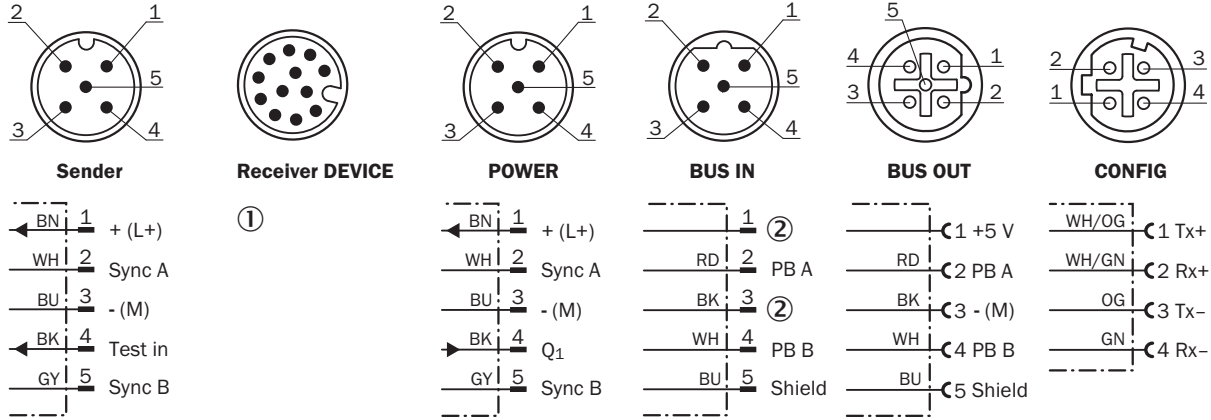 2 1 5 3 4
Sender
BN 1 + (L+)
WH 2 Sync A
BU 3 - (M)
BK 4 Test in
GY 5 Sync B
Receiver DEVICE
①
2 1 5 3 4
POWER
BN 1 + (L+)
WH 2 Sync A
BU 3 - (M)
BK 4 Q1
GY 5 Sync B
2 1 5 3 4
BUS IN
1 ②
RD 2 PB A
BK 3 ②
WH 4 PB B
BU 5 Shield
5 4 1 3 2
BUS OUT
1 +5 V
RD 2 PB A
BK 3 - (M)
WH 4 PB B
BU 5 Shield
2 3 1 4
CONFIG
WH/OG 1 Tx+
WH/GN 2 Rx+
OG 3 Tx–
GN 4 Rx–